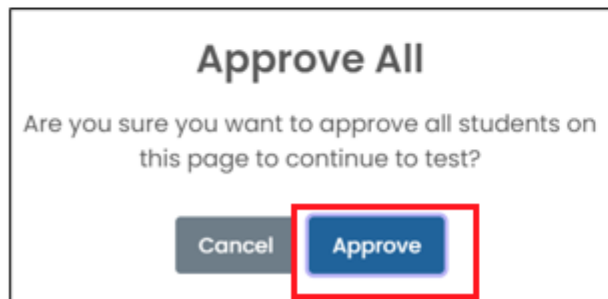 Approve All
Are you sure you want to approve all students on
this page to continue to test?
Cancel Approve